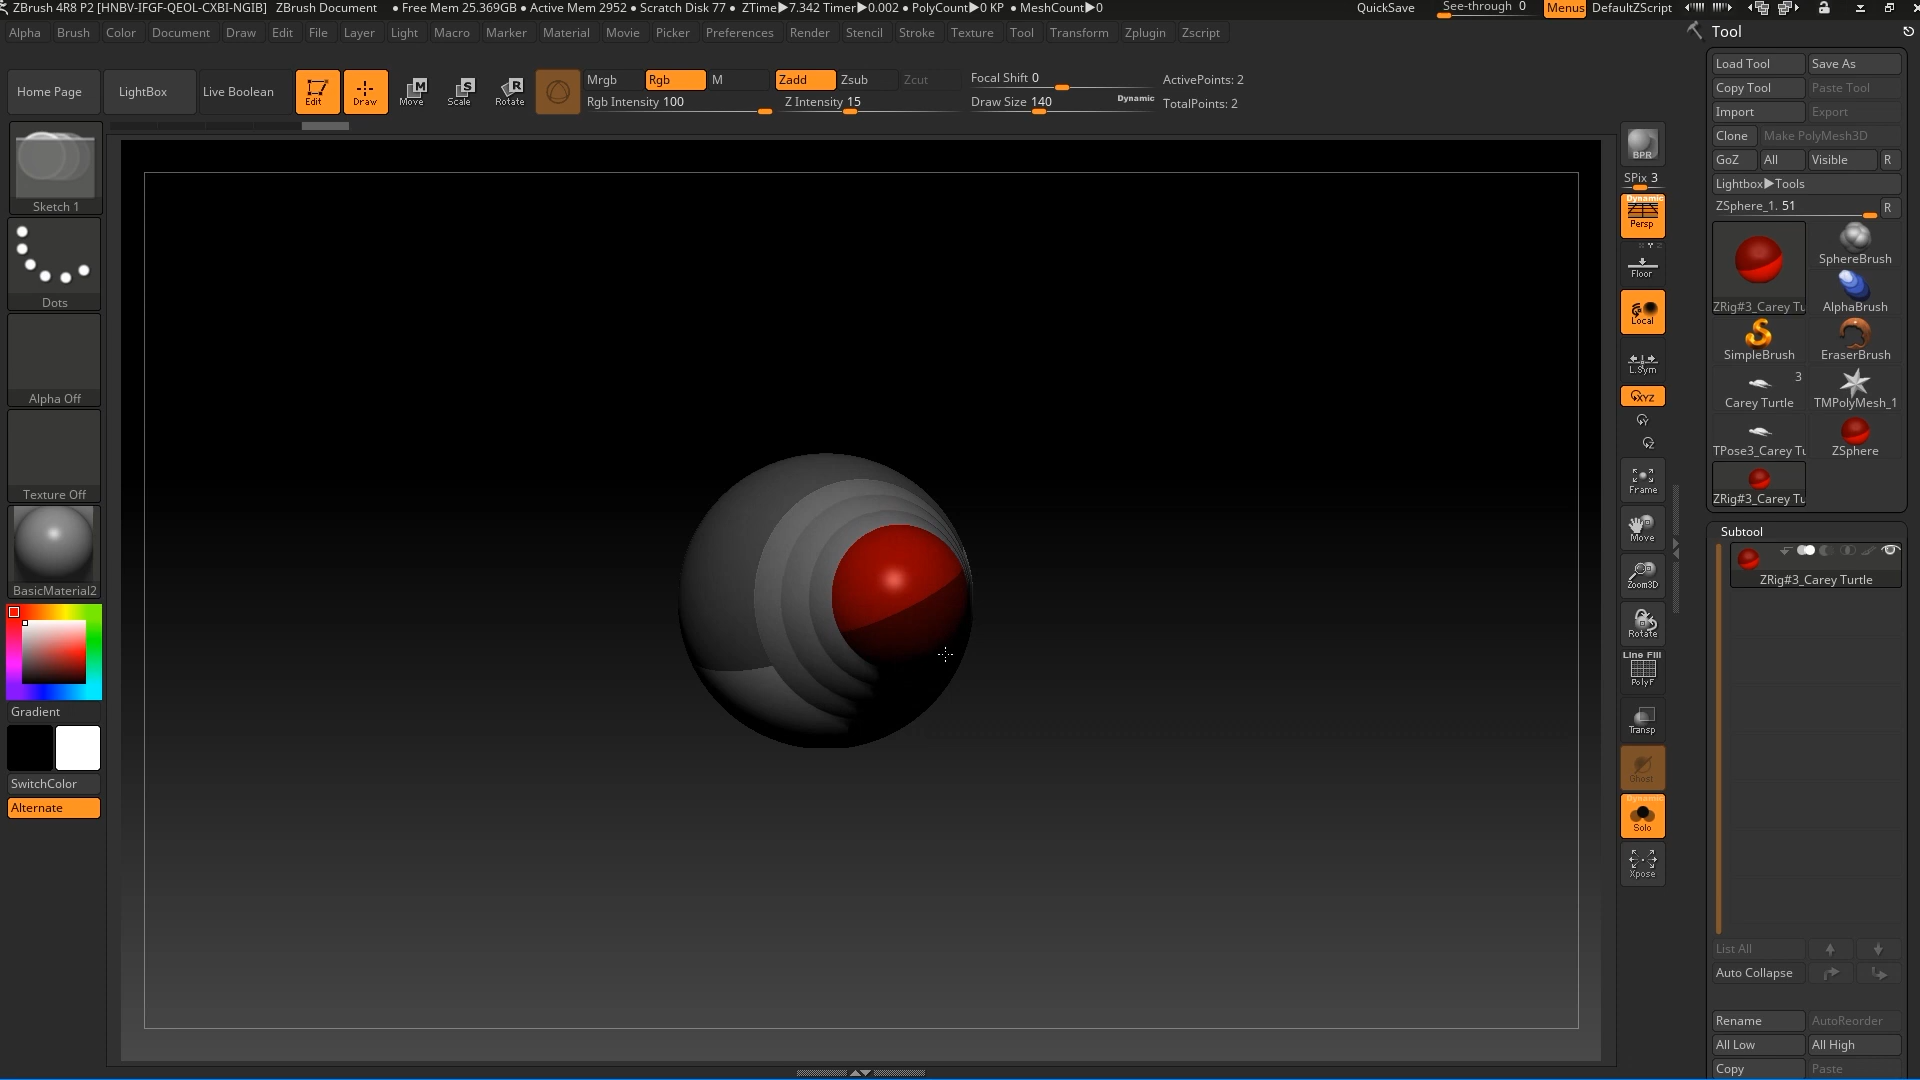 ZBrush 4R8 P2 [HNBV-IFGF-QEOL-CXBI-NGIB] ZBrush Document • Free Mem 25.369GB • Active Mem 2952 • Scratch Disk 77 • ZTime▶7.342 Timer▶0.002 • PolyCount▶0 KP • MeshCount▶0 QuickSave See-through 0 Menus DefaultZScript
Alpha Brush Color Document Draw Edit File Layer Light Macro Marker Material Movie Picker Preferences Render Stencil Stroke Texture Tool Transform Zplugin Zscript
Home Page LightBox Live Boolean
Edit Draw Move Scale Rotate
M S R
Mrgb Rgb M Zadd Zsub Zcut
Rgb Intensity 100 Z Intensity 15
Focal Shift 0
Draw Size 140 Dynamic
ActivePoints: 2
TotalPoints: 2
Sketch 1
Dots
Alpha Off
Texture Off
BasicMaterial2
Gradient
SwitchColor
Alternate
BPR
SPix 3
Dynamic
Persp
Floor
Local
L.Sym
XYZ
Y
Z
Frame
Move
Zoom3D
Rotate
Line Fill
PolyF
Transp
Ghost
Dynamic
Solo
Xpose
Tool
Load Tool Save As
Copy Tool Paste Tool
Import Export
Clone Make PolyMesh3D
GoZ All Visible R
Lightbox▶Tools
ZSphere_1. 51 R
ZRig#3_Carey Tu
SphereBrush
AlphaBrush
SimpleBrush EraserBrush
3
Carey Turtle TMPolyMesh_1
TPose3_Carey Tu ZSphere
ZRig#3_Carey Tu
Subtool
ZRig#3_Carey Turtle
List All
Auto Collapse
Rename AutoReorder
All Low All High
Copy Paste